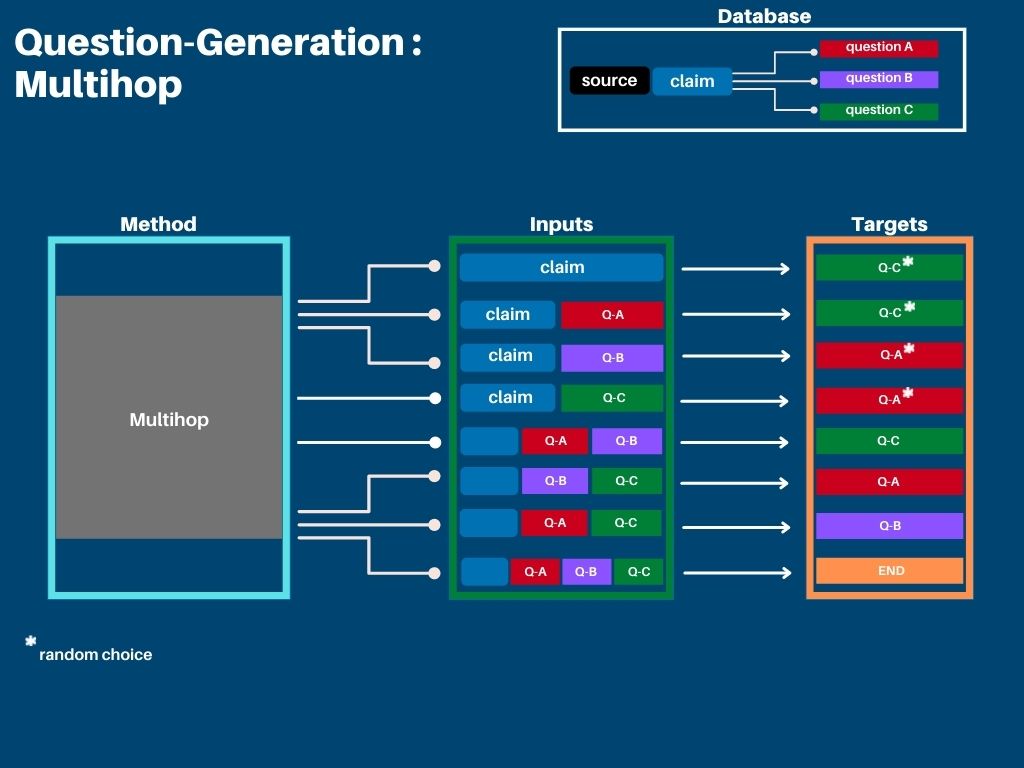 Question-Generation :
Multihop
Database
source
claim
question A
question B
question C
Method
Inputs
Targets
Multihop
claim
Q-C*
claim Q-A
Q-C*
claim Q-B
Q-A*
claim Q-C
Q-A*
Q-A Q-B
Q-C
Q-B Q-C
Q-A
Q-A Q-C
Q-B
Q-A Q-B Q-C
END
* random choice